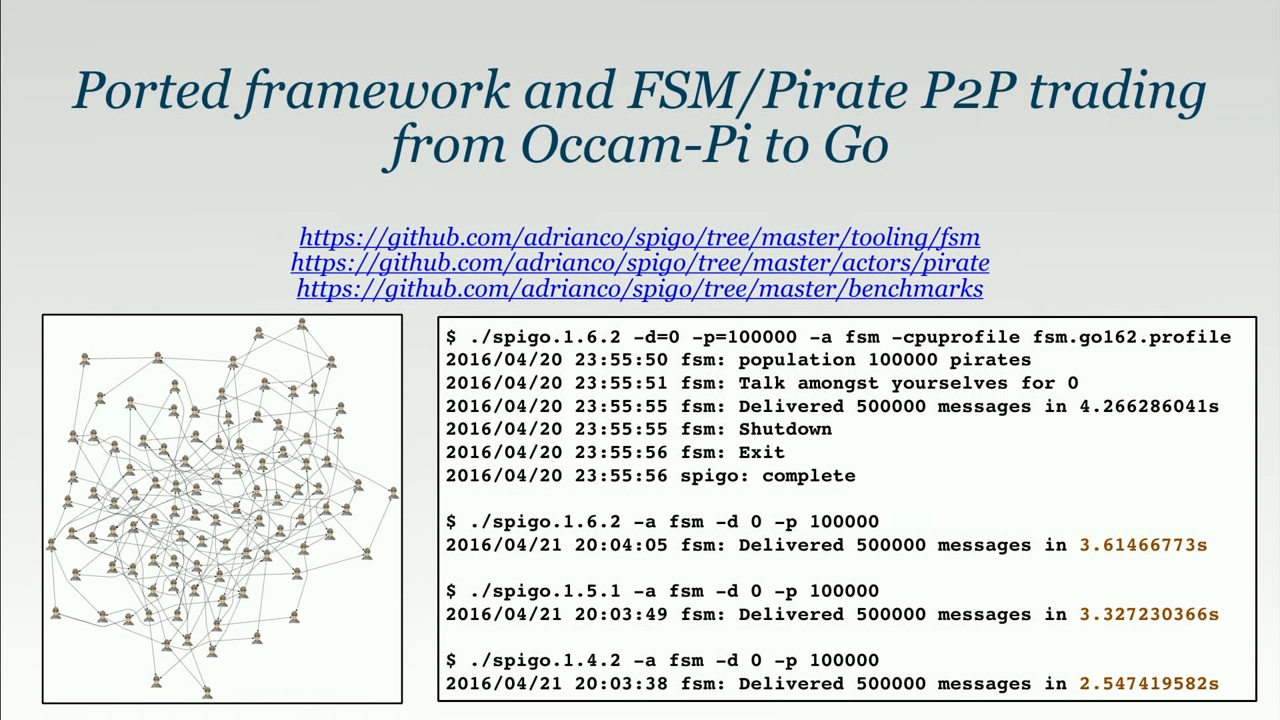 Ported framework and FSM/Pirate P2P trading
from Occam-Pi to Go
https://github.com/adrianco/spigo/tree/master/tooling/fsm
https://github.com/adrianco/spigo/tree/master/actors/pirate
https://github.com/adrianco/spigo/tree/master/benchmarks
$ ./spigo.1.6.2 -d=0 -p=100000 -a fsm -cpuprofile fsm.go162.profile
2016/04/20 23:55:50 fsm: population 100000 pirates
2016/04/20 23:55:51 fsm: Talk amongst yourselves for 0
2016/04/20 23:55:55 fsm: Delivered 500000 messages in 4.266286041s
2016/04/20 23:55:55 fsm: Shutdown
2016/04/20 23:55:56 fsm: Exit
2016/04/20 23:55:56 spigo: complete
$ ./spigo.1.6.2 -a fsm -d 0 -p 100000
2016/04/21 20:04:05 fsm: Delivered 500000 messages in 3.61466773s
$ ./spigo.1.5.1 -a fsm -d 0 -p 100000
2016/04/21 20:03:49 fsm: Delivered 500000 messages in 3.327230366s
$ ./spigo.1.4.2 -a fsm -d 0 -p 100000
2016/04/21 20:03:38 fsm: Delivered 500000 messages in 2.547419582s